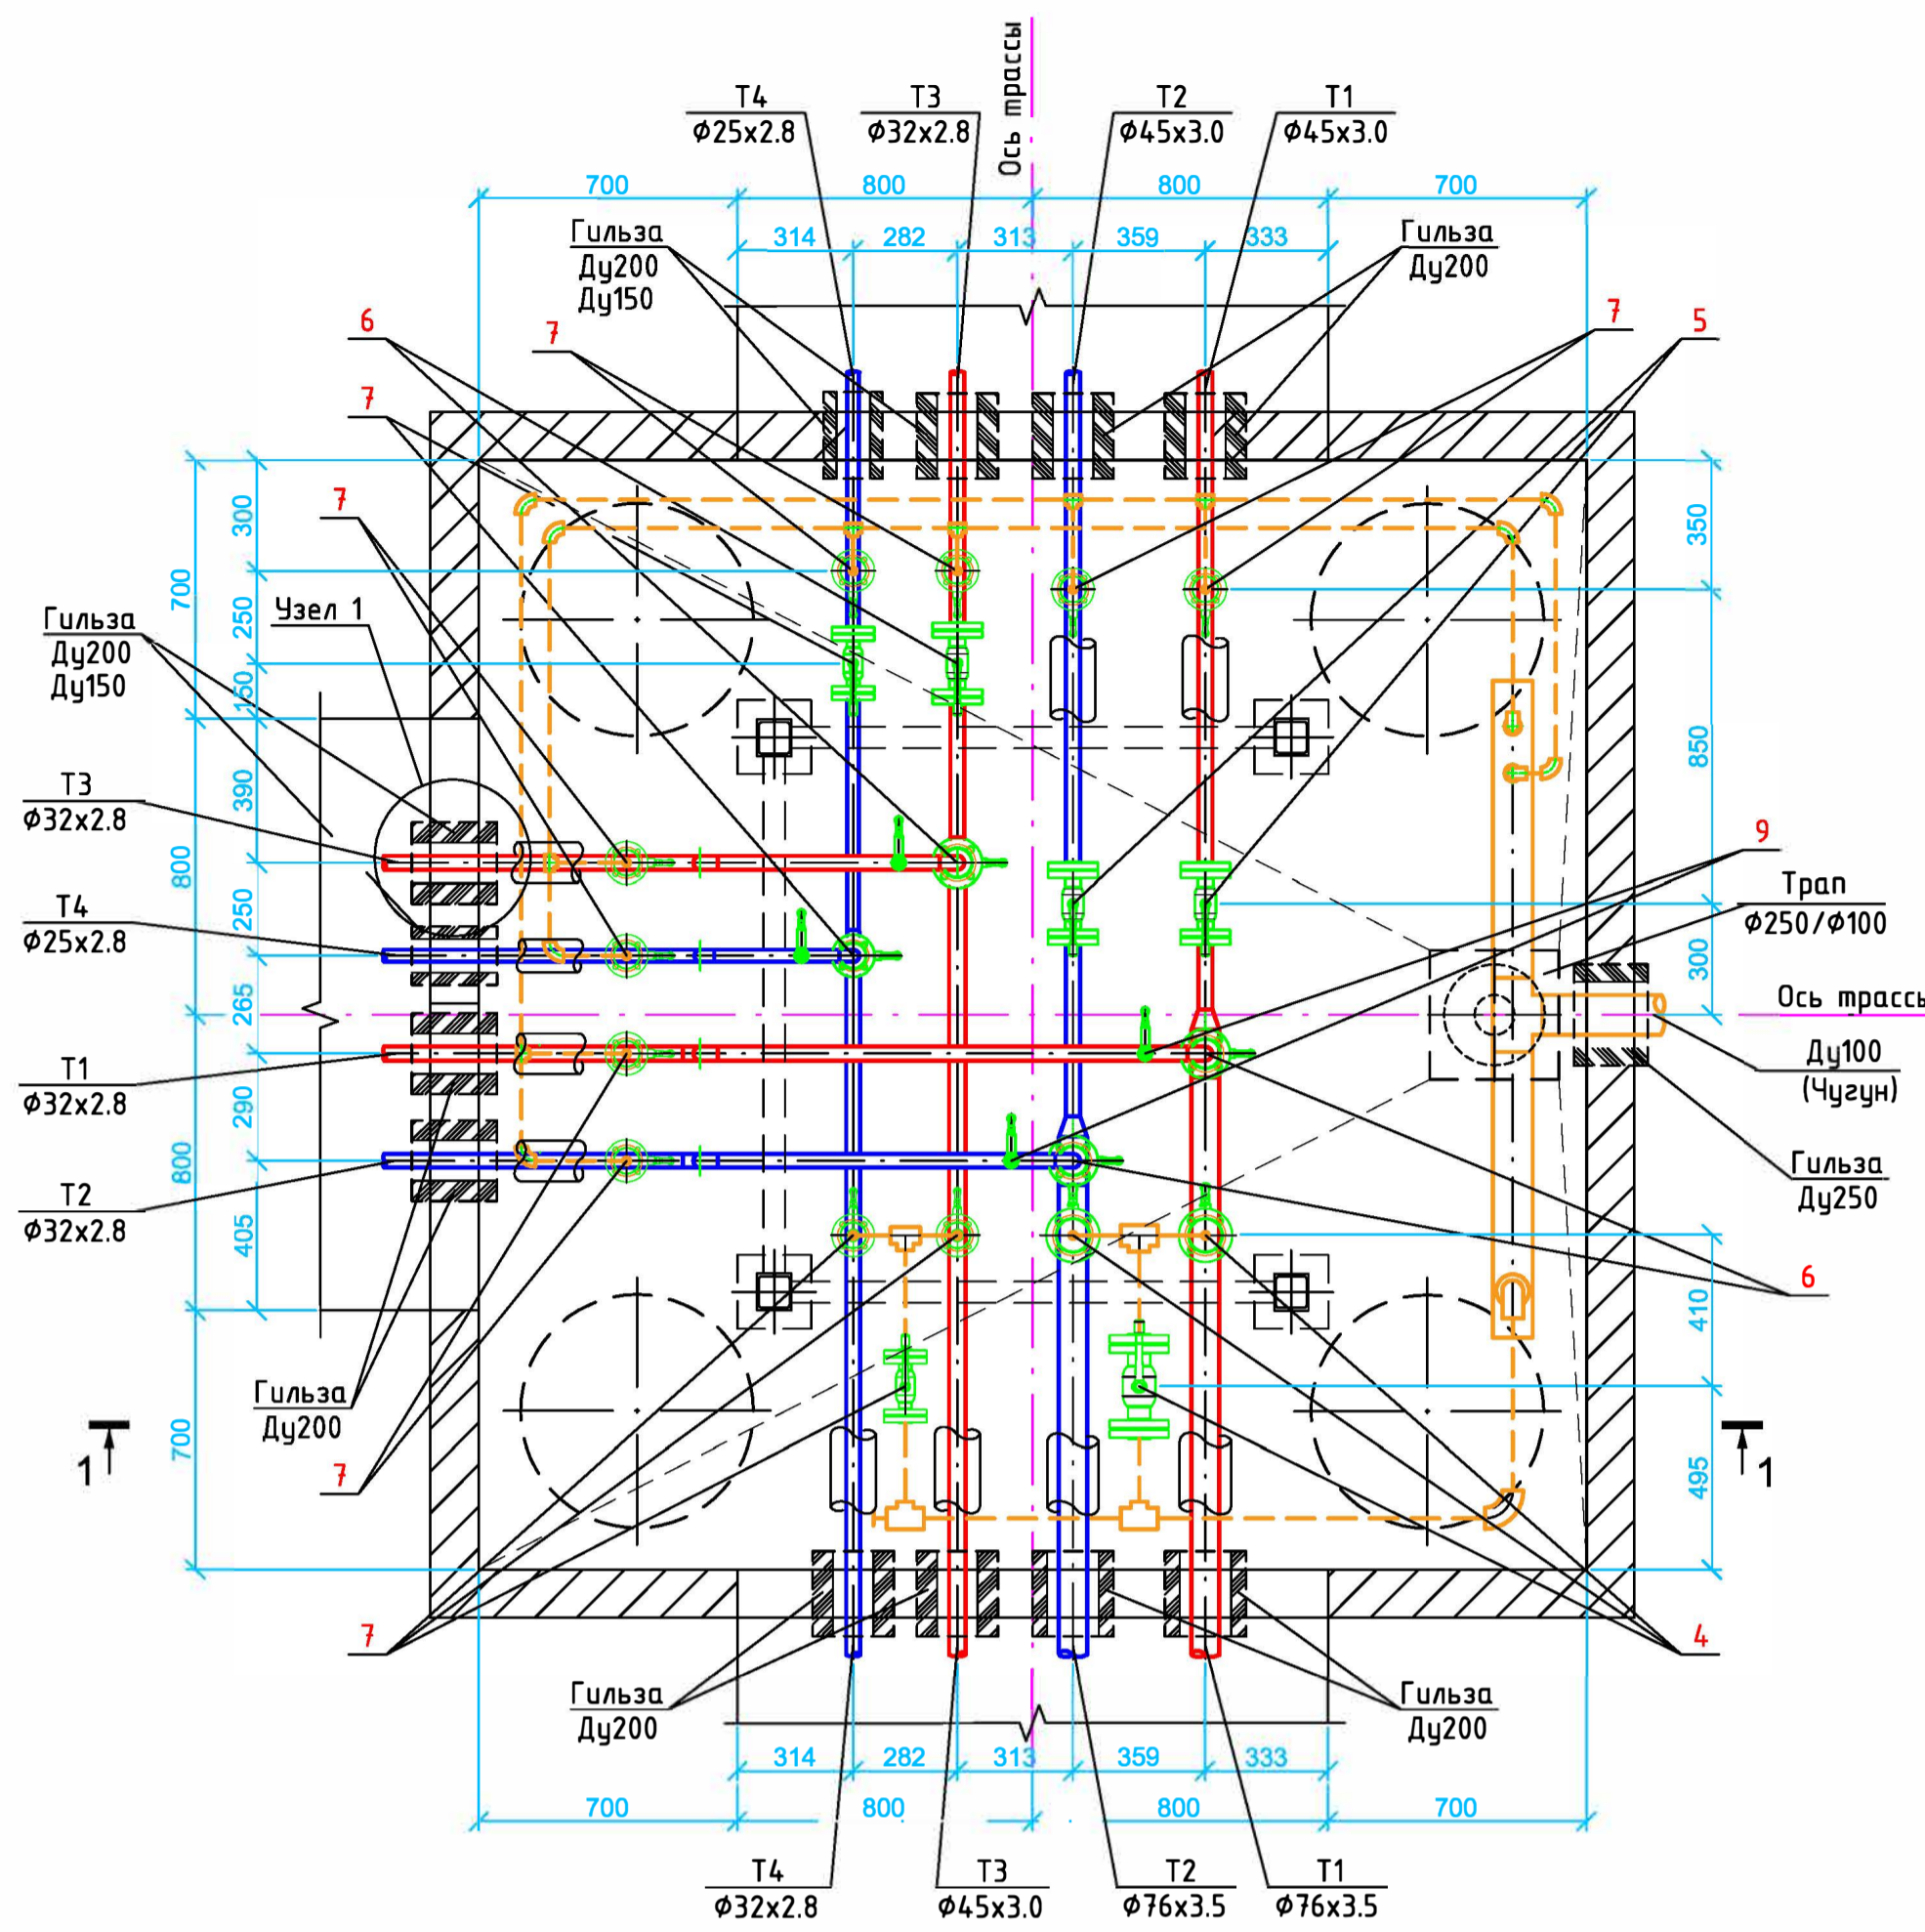 Ось трассы
Т4
Ф25х2.8
Т3
Ф32х2.8
Т2
Ф45х3.0
Т1
Ф45х3.0
700
800
800
700
Гильза
Ду200
Ду150
314
282
313
359
333
Гильза
Ду200
6
7
7
5
7
7
300
700
250
150
350
Гильза
Ду200
Ду150
Узел 1
850
Т3
Ф32х2.8
390
800
9
Трап
Ф250/Ф100
Т4
Ф25х2.8
250
300
265
Ось трассы
Т1
Ф32х2.8
290
Ду100
(Чугун)
800
Гильза
Ду250
Т2
Ф32х2.8
405
6
410
Гильза
Ду200
700
495
1
1
7
7
4
Гильза
Ду200
Гильза
Ду200
314
282
313
359
333
700
800
800
700
Т4
Ф32х2.8
Т3
Ф45х3.0
Т2
Ф76х3.5
Т1
Ф76х3.5